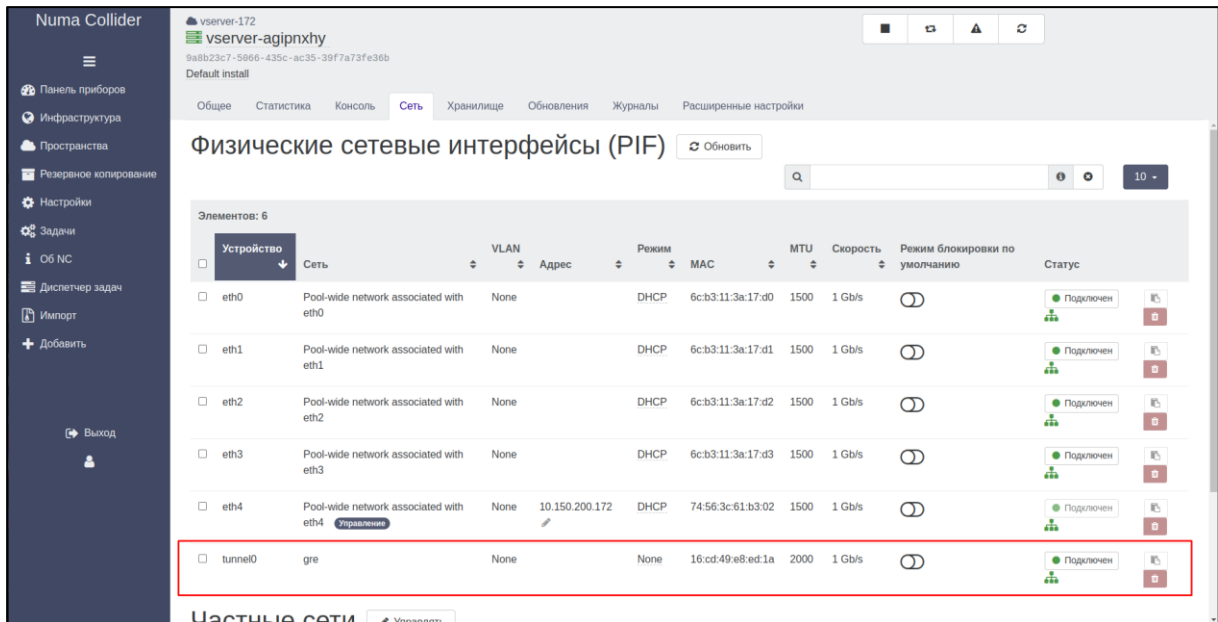 Numa Collider
vserver-172
vserver-agipnxhy
9a8b23c7-5066-435c-ac35-39f7a73fe36b
Default install
Панель приборов
Инфраструктура
Пространства
Резервное копирование
Настройки
Задачи
Об NC
Диспетчер задач
Импорт
Добавить
Выход
Общее Статистика Консоль Сеть Хранилище Обновления Журналы Расширенные настройки
Физические сетевые интерфейсы (PIF) Обновить
10
Элементов: 6
Устройство Сеть VLAN Адрес Режим MAC MTU Скорость Режим блокировки по умолчанию Статус
eth0 Pool-wide network associated with None DHCP 6c:b3:11:3a:17:d0 1500 1 Gb/s Подключен
eth0
eth1 Pool-wide network associated with None DHCP 6c:b3:11:3a:17:d1 1500 1 Gb/s Подключен
eth1
eth2 Pool-wide network associated with None DHCP 6c:b3:11:3a:17:d2 1500 1 Gb/s Подключен
eth2
eth3 Pool-wide network associated with None DHCP 6c:b3:11:3a:17:d3 1500 1 Gb/s Подключен
eth3
eth4 Pool-wide network associated with None 10.150.200.172 DHCP 74:56:3c:61:b3:02 1500 1 Gb/s Подключен
eth4 Управление
tunnel0 gre None None 16:cd:49:e8:ed:1a 2000 1 Gb/s Подключен
Частные сети Управлять